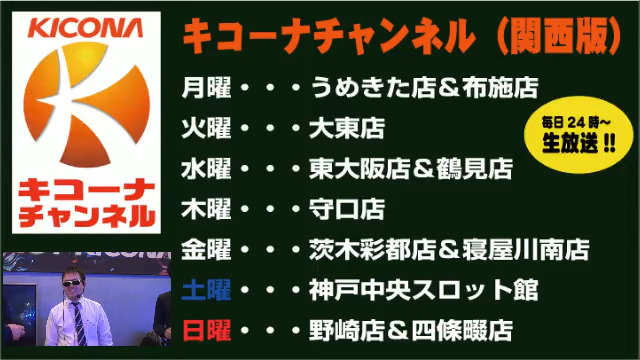 KICONA
キコーナ
チャンネル
キコーナチャンネル（関西版）
月曜・・・うめきた店＆布施店
火曜・・・大東店
水曜・・・東大阪店＆鶴見店
木曜・・・守口店
金曜・・・茨木彩都店＆寝屋川南店
土曜・・・神戸中央スロット館
日曜・・・野崎店＆四條畷店
毎日24時～
生放送!!